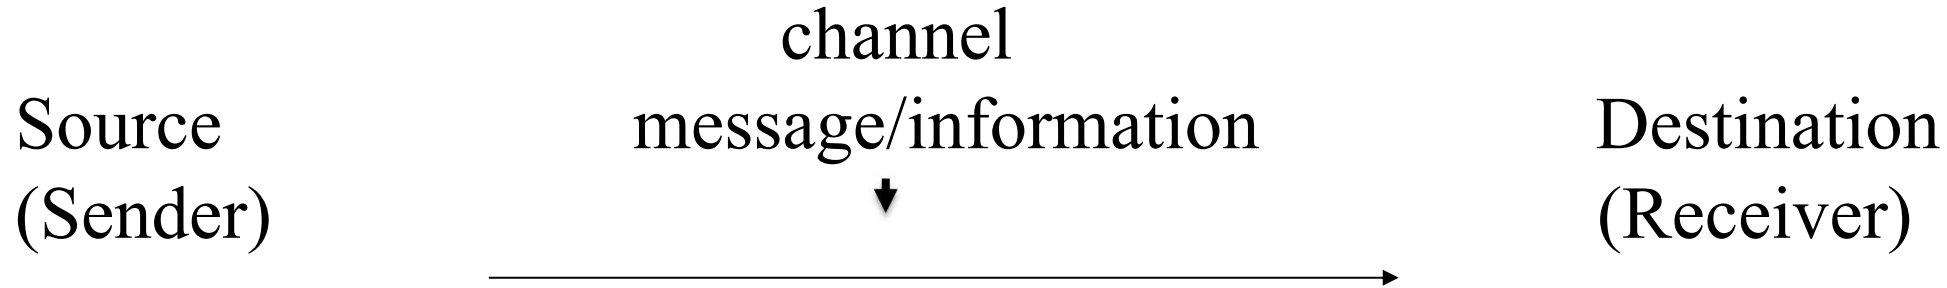 channel
Source message/information Destination
(Sender) (Receiver)